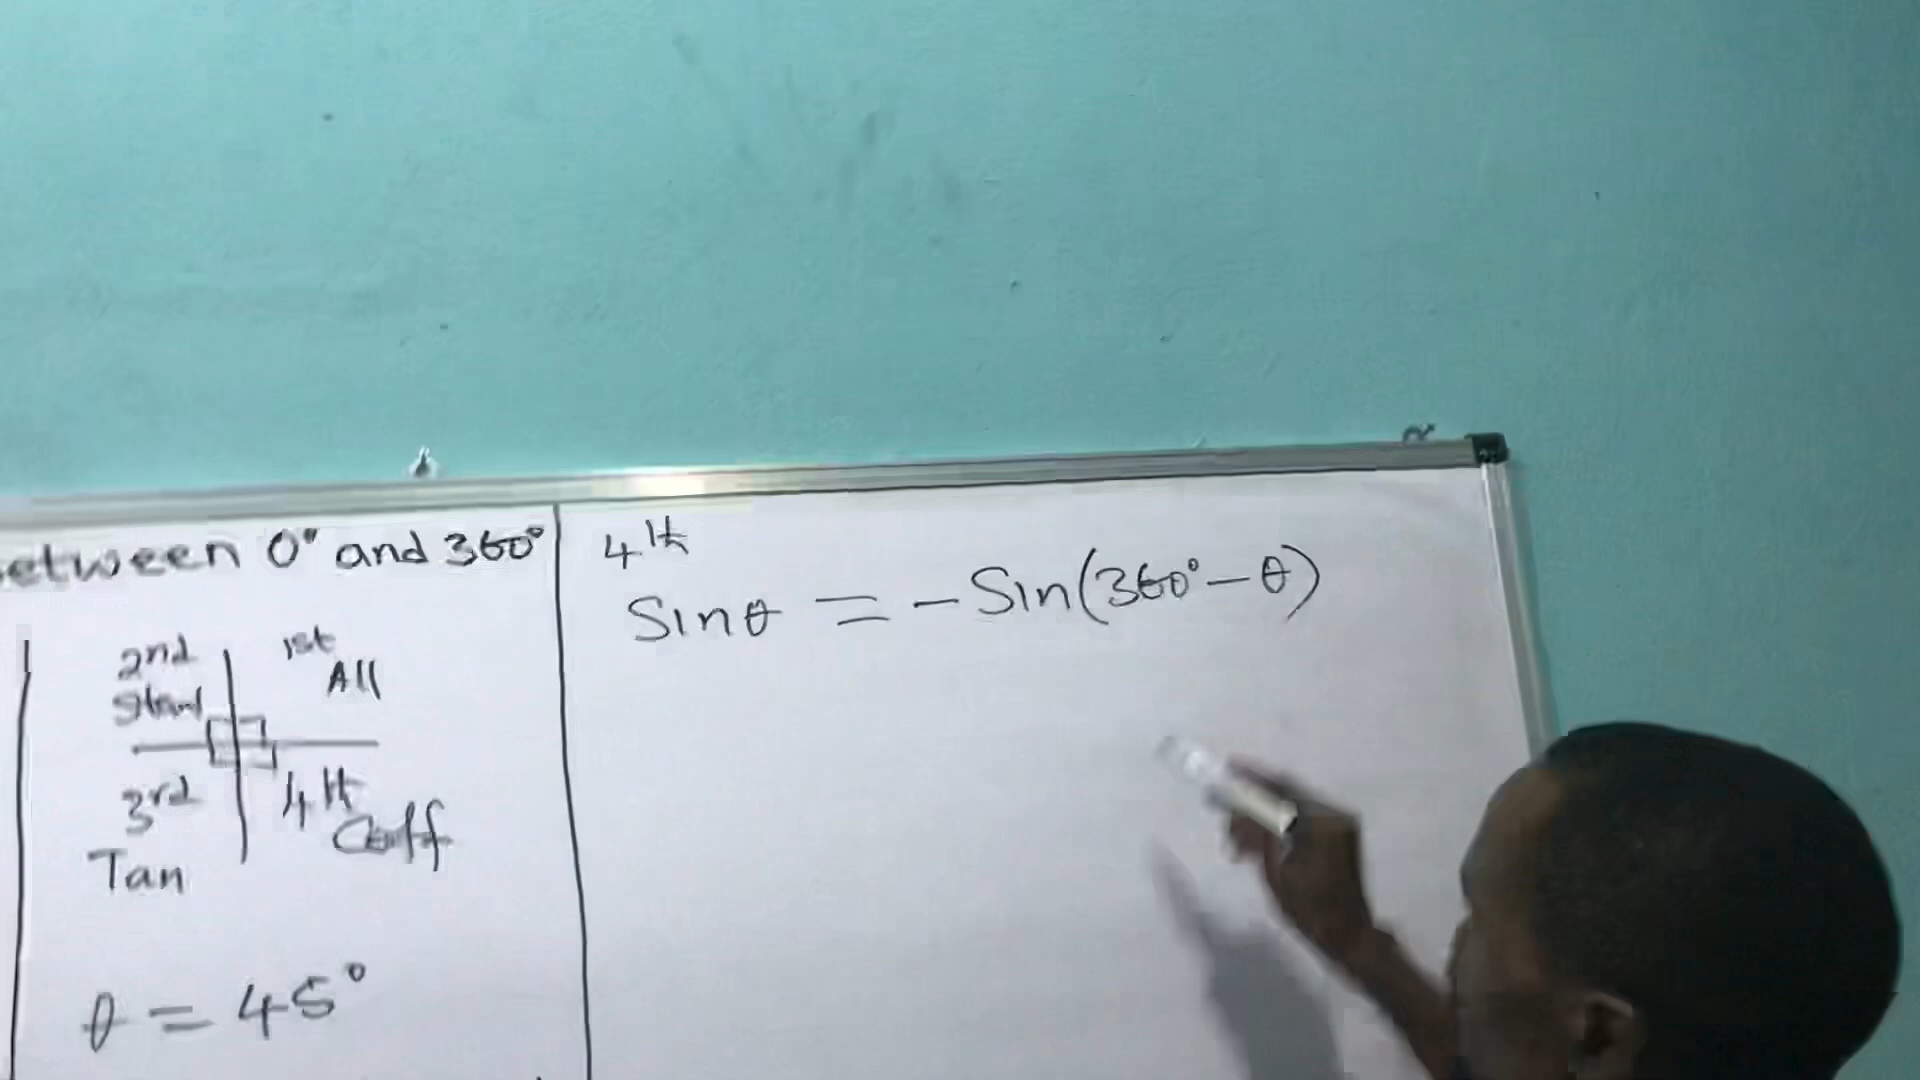 etween 0° and 360°
2nd 1st
All
3rd 4th
Tan
θ = 45°
4th
Sinθ = -Sin(360° - θ)